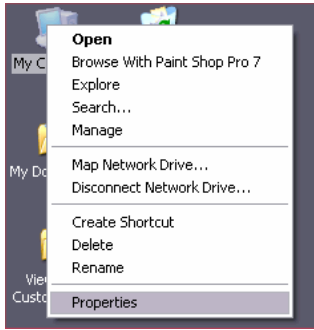 My C
Open
Browse With Paint Shop Pro 7
Explore
Search...
Manage
My Do
Map Network Drive...
Disconnect Network Drive...
Create Shortcut
Delete
Rename
Vie
Custo
Properties